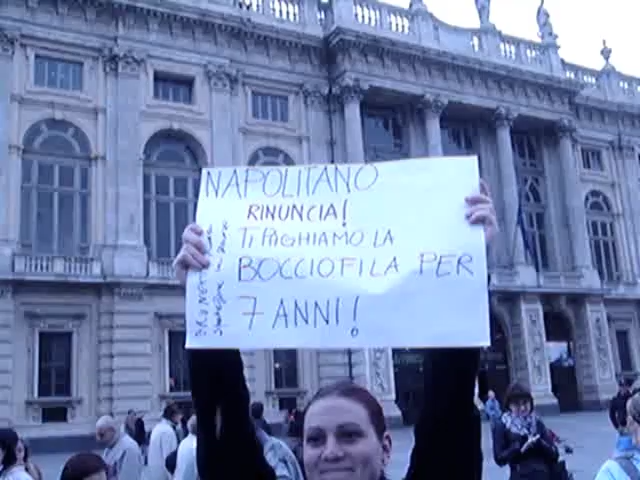 NAPOLITANO
RINUNCIA!
TI PAGHIAMO LA
BOCCIOFILA PER
7 ANNI!